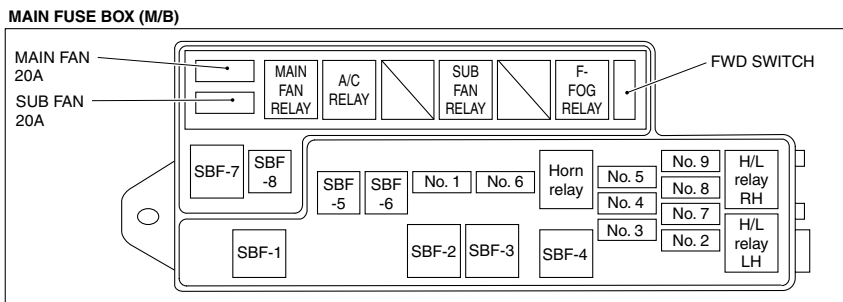 MAIN FUSE BOX (M/B)
MAIN FAN
20A
SUB FAN
20A
MAIN
FAN
RELAY
A/C
RELAY
SUB
FAN
RELAY
F-
FOG
RELAY
FWD SWITCH
SBF-7
SBF
-8
SBF
-5
SBF
-6
No. 1
No. 6
Horn
relay
No. 5
No. 4
No. 3
No. 9
No. 8
No. 7
No. 2
H/L
relay
RH
H/L
relay
LH
SBF-1
SBF-2
SBF-3
SBF-4